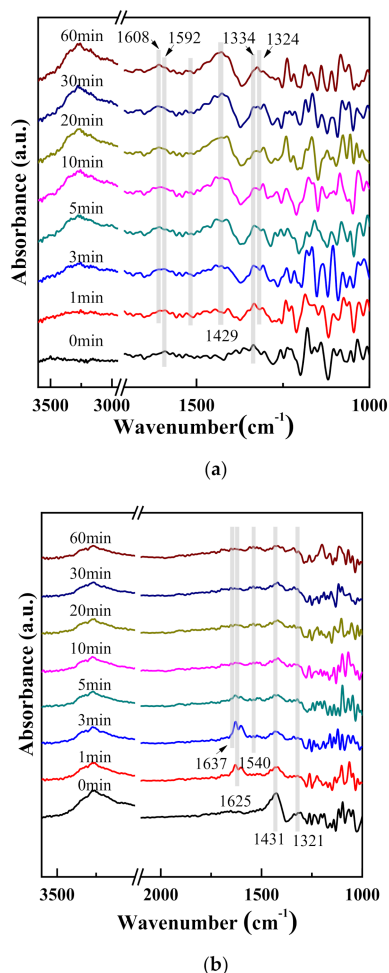 1608 1592 1334 1324
60min
30min
20min
10min
5min
3min
1min
0min
1429
Absorbance (a.u.)
3500 3000 1500 1000
Wavenumber(cm-1)
(a)
60min
30min
20min
10min
5min
3min
1min
0min
1637 1540
1625
1431 1321
Absorbance (a.u.)
3500 2000 1500 1000
Wavenumber (cm-1)
(b)